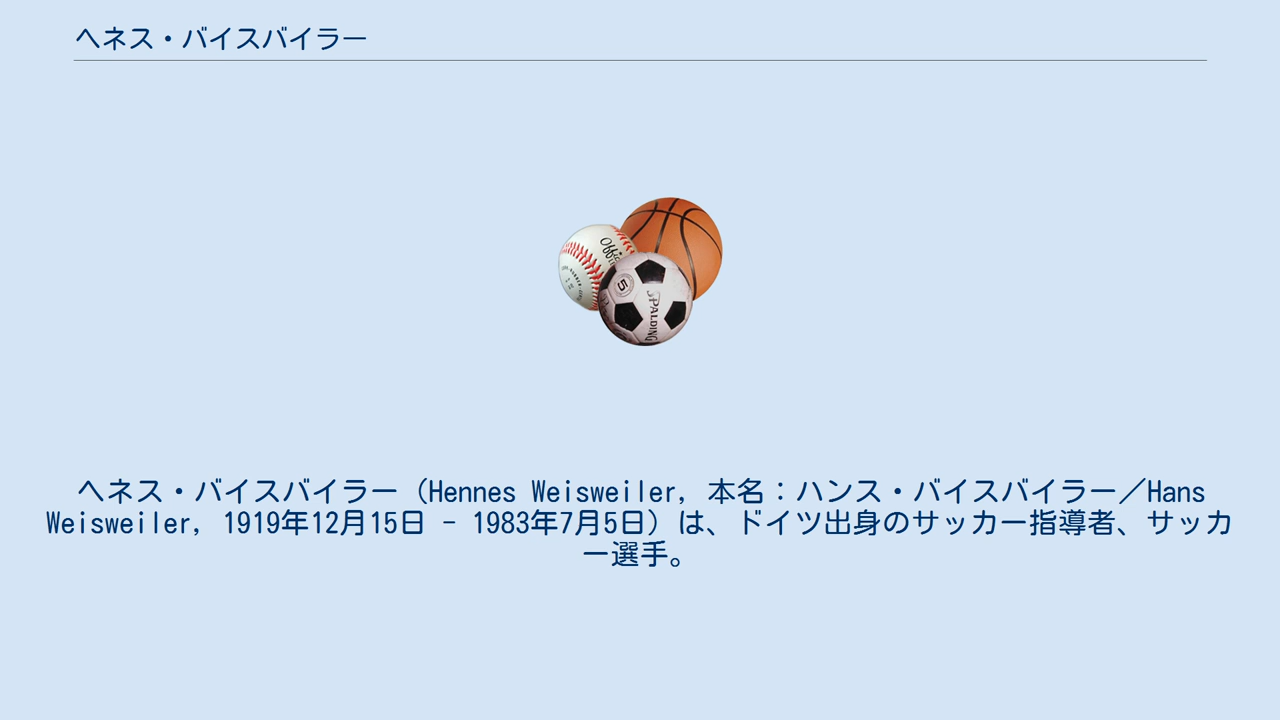 ヘネス・バイスバイラー
Offici
5
SPALDING
ヘネス・バイスバイラー（Hennes Weisweiler, 本名：ハンス・バイスバイラー／Hans
Weisweiler, 1919年12月15日 - 1983年7月5日）は、ドイツ出身のサッカー指導者、サッカ
ー選手。